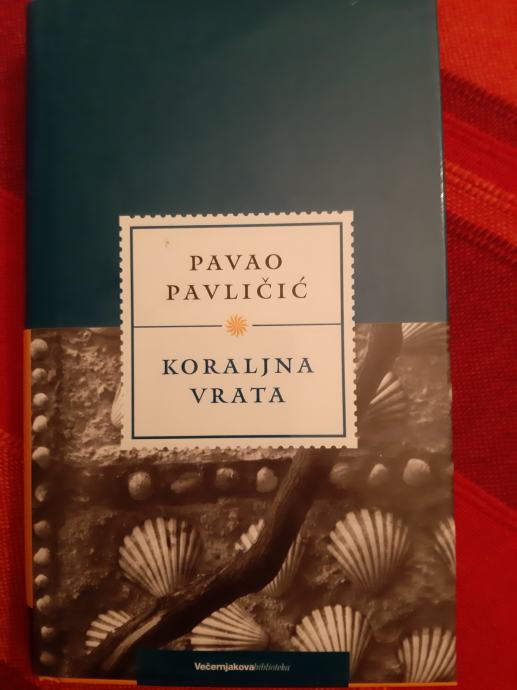 PAVAO
PAVLIČIĆ
KORALJNA
VRATA
Večernjakovabiblioteka